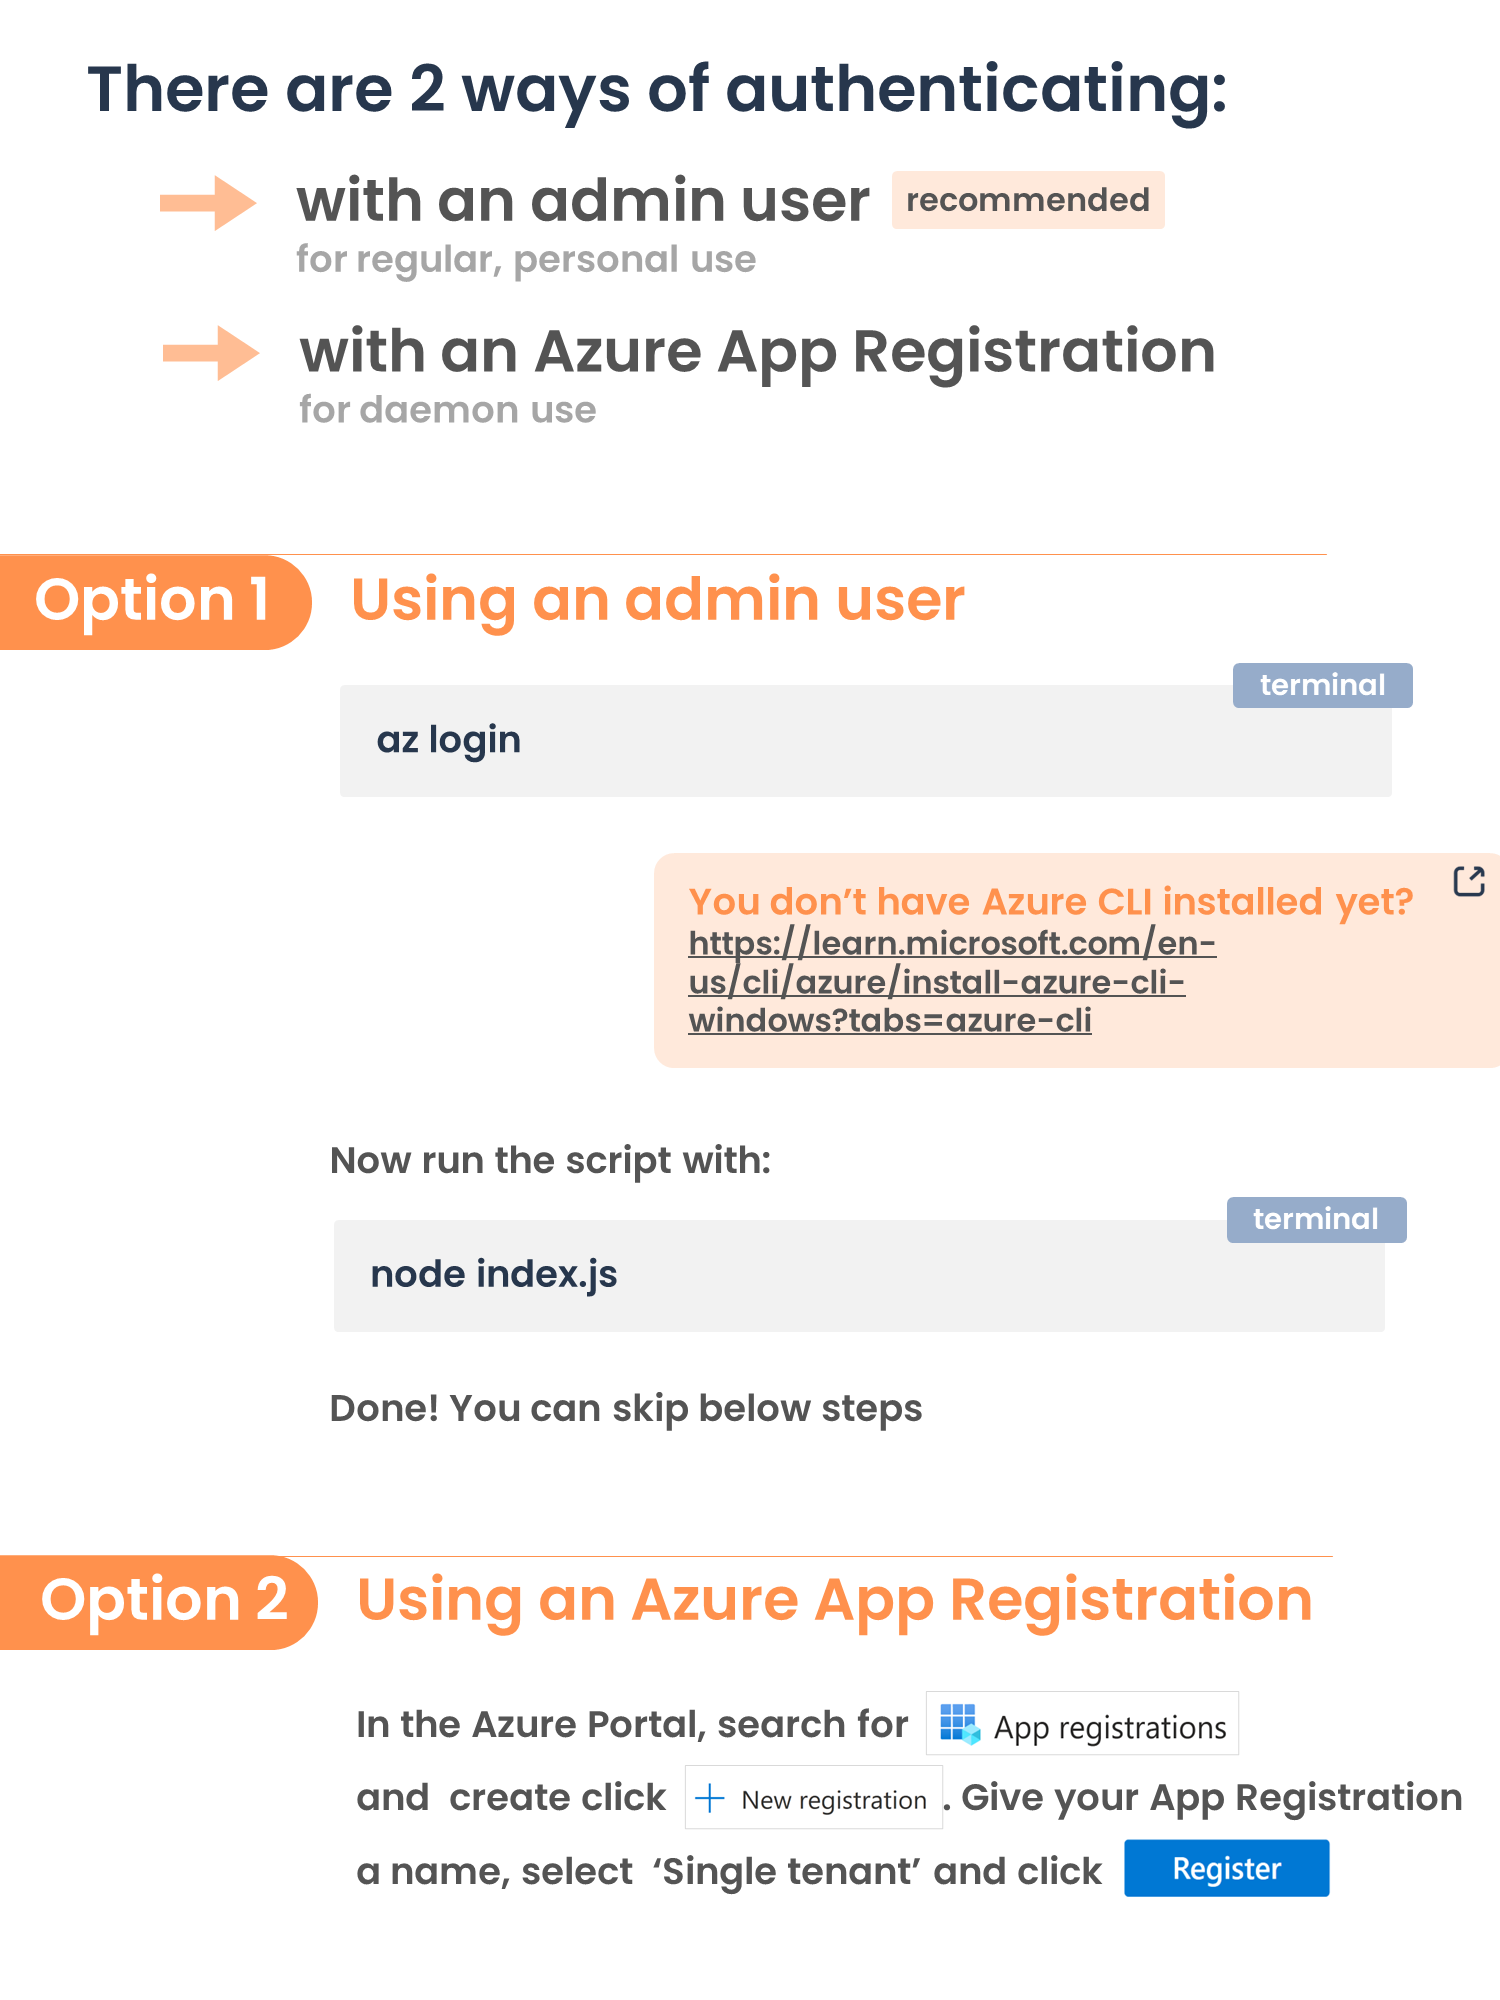 There are 2 ways of authenticating:
with an admin user recommended
for regular, personal use
with an Azure App Registration
for daemon use
Option 1 Using an admin user
terminal
az login
You don’t have Azure CLI installed yet?
https://learn.microsoft.com/en-
us/cli/azure/install-azure-cli-
windows?tabs=azure-cli
Now run the script with:
terminal
node index.js
Done! You can skip below steps
Option 2 Using an Azure App Registration
In the Azure Portal, search for App registrations
and create click New registration . Give your App Registration
a name, select ‘Single tenant’ and click Register